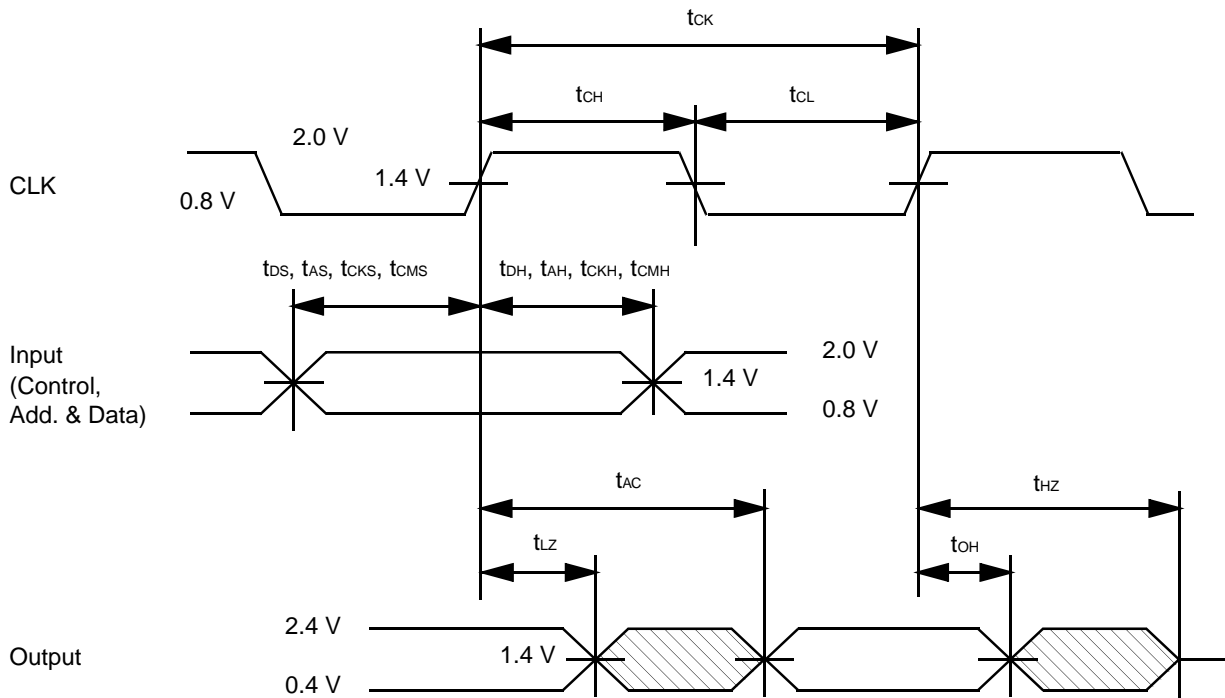 tCK
tCH
tCL
2.0 V
CLK
1.4 V
0.8 V
tDS, tAS, tCKS, tCMS
tDH, tAH, tCKH, tCMH
Input
(Control,
Add. & Data)
2.0 V
1.4 V
0.8 V
tAC
tHZ
tLZ
tOH
2.4 V
Output
1.4 V
0.4 V